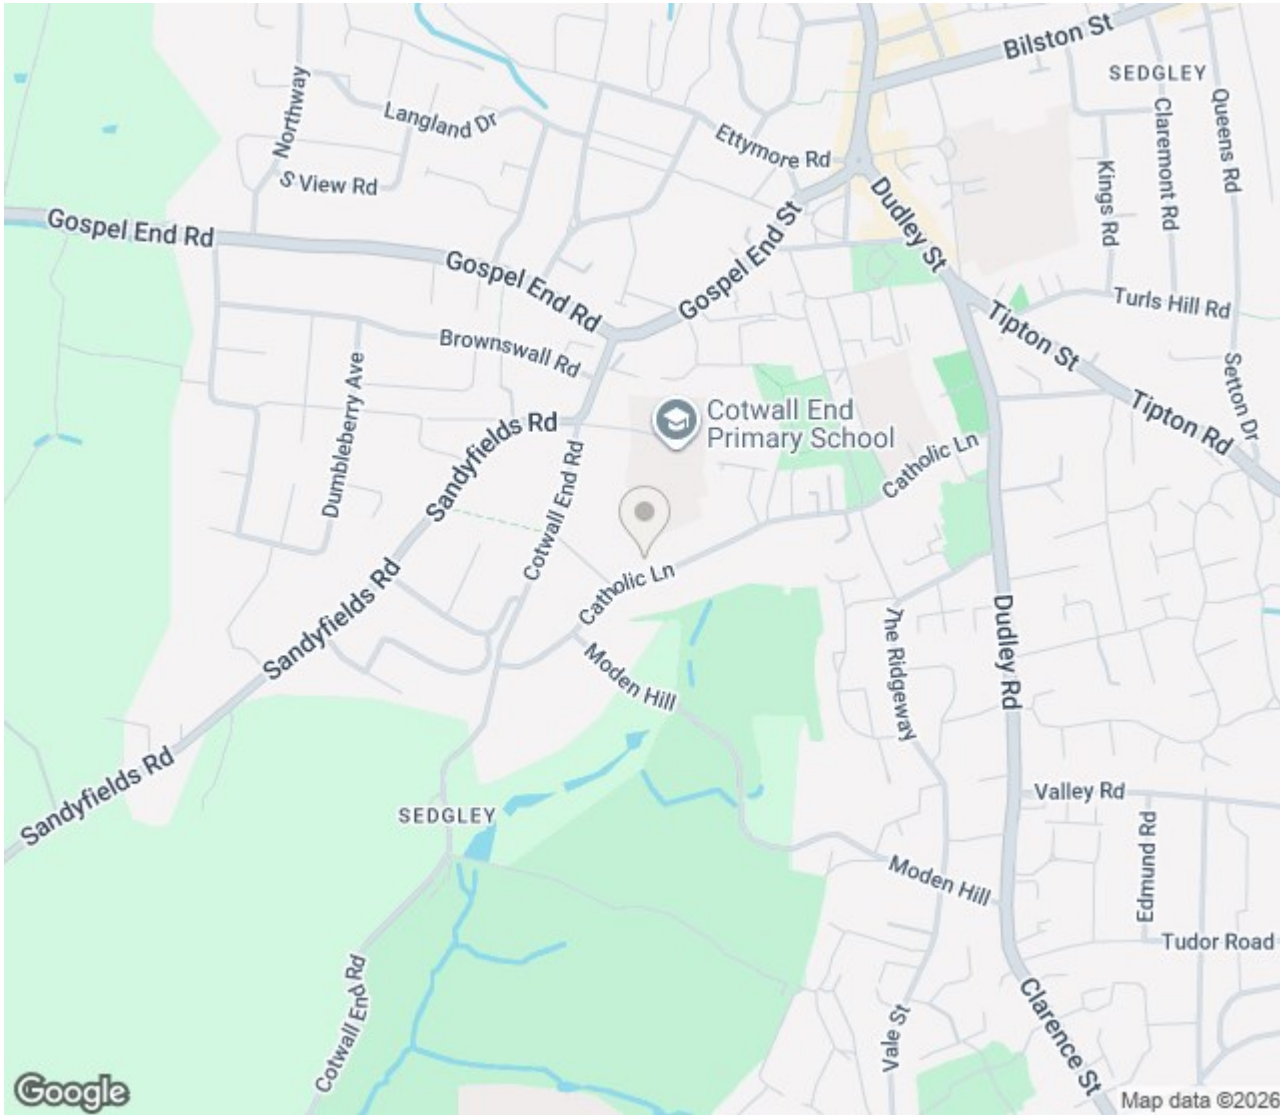 Bilston St
SEDGLEY
Northway
Langland Dr
Ettymore Rd
Queens Rd
Claremont Rd
Kings Rd
S View Rd
Dudley St
Gospel End Rd
Gospel End St
Gospel End Rd
Turls Hill Rd
Tipton St
Brownswall Rd
Dumbleberry Ave
Setton Dr
Cotwall End
Primary School
Tipton Rd
Sandyfields Rd
Catholic Ln
Cotwall End Rd
Catholic Ln
Sandyfields Rd
Moden Hill
The Ridgeway
Dudley Rd
Sandyfields Rd
SEDGLEY
Valley Rd
Edmund Rd
Moden Hill
Tudor Road
Cotwall End Rd
Vale St
Clarence St
Google
Map data ©2026